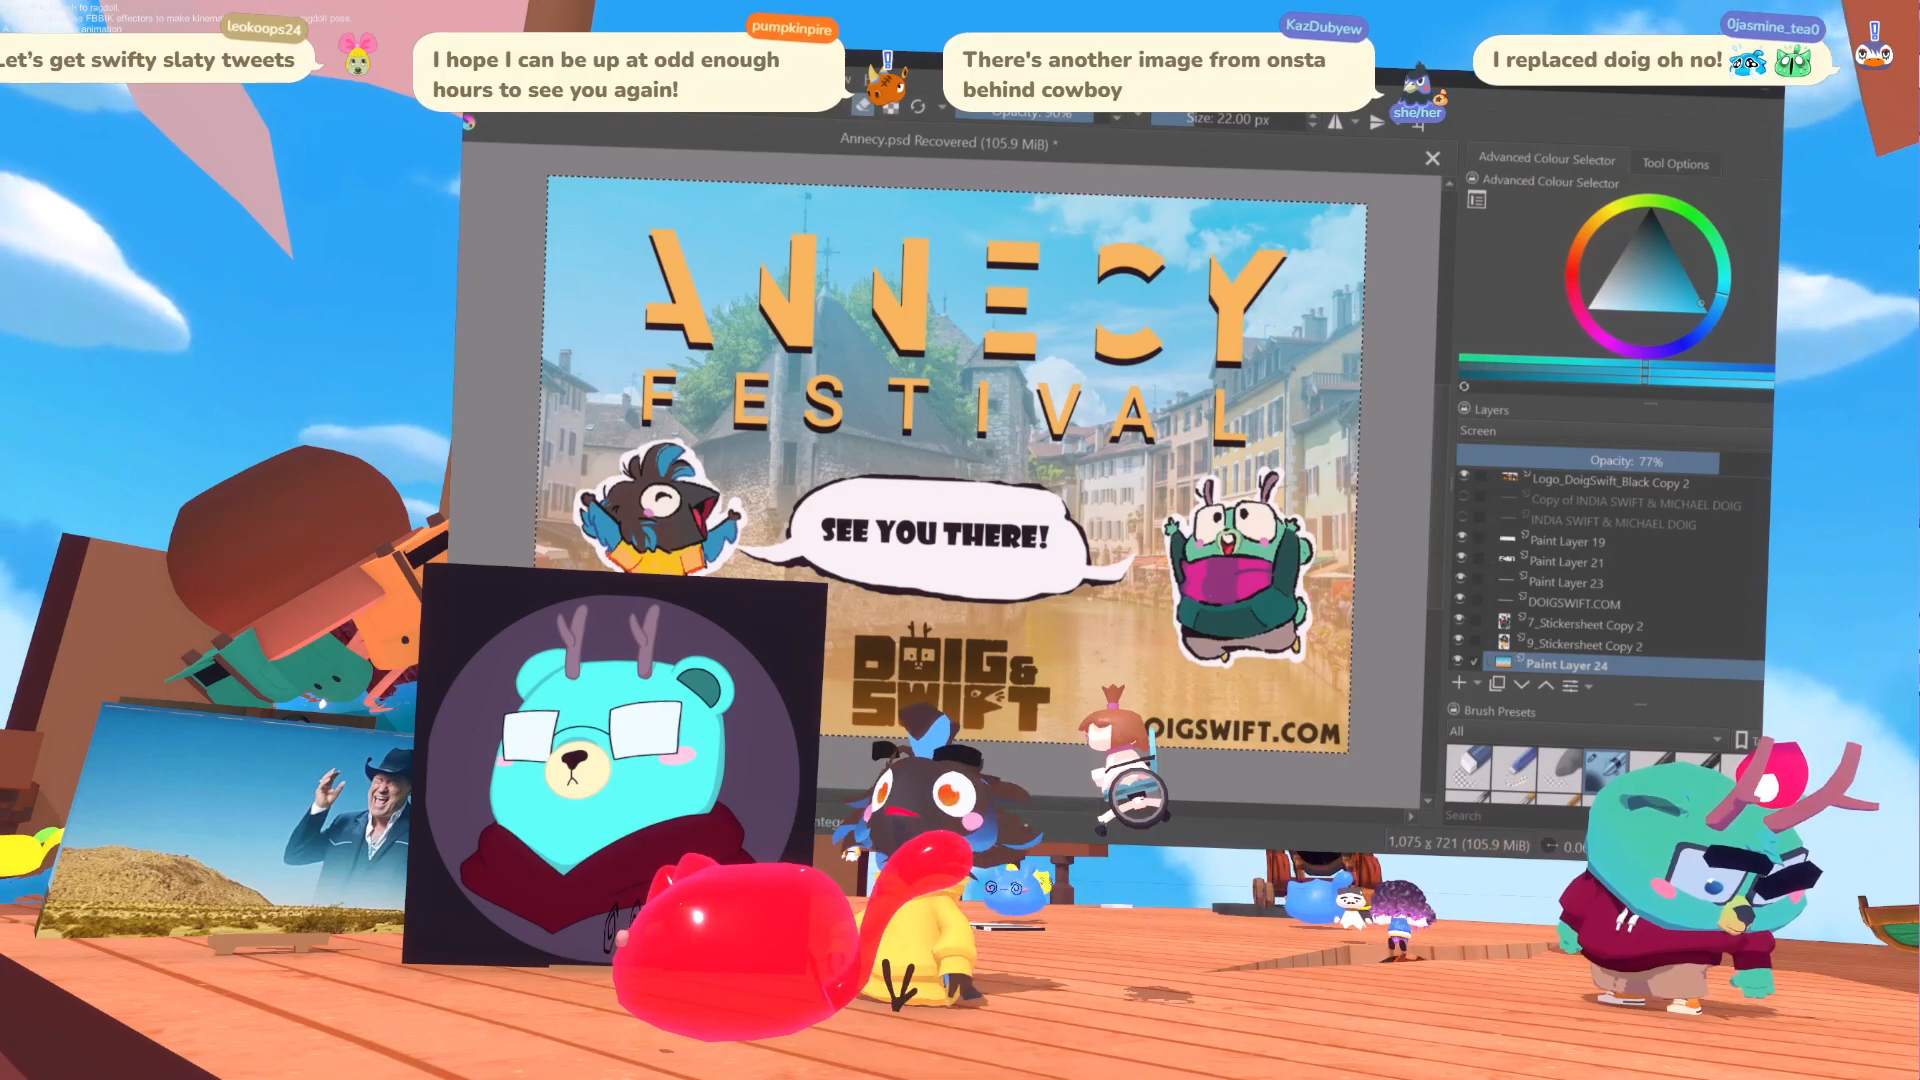 leokoops24
Let's get swifty slaty tweets
pumpkinpire
I hope I can be up at odd enough
hours to see you again!
KazDubyew
There's another image from onsta
behind cowboy
she/her
0jasmine_tea0
I replaced doig oh no!
Opacity: 90%
Size: 22.00 px
Annecy.psd Recovered (105.9 MiB) *
ANNECY
FESTIVAL
SEE YOU THERE!
DOIG &
SWIFT
DOIGSWIFT.COM
Advanced Colour Selector
Tool Options
Advanced Colour Selector
Layers
Screen
Opacity: 77%
Logo_DoigSwift_Black Copy 2
Copy of INDIA SWIFT & MICHAEL DOIG
INDIA SWIFT & MICHAEL DOIG
Paint Layer 19
Paint Layer 21
Paint Layer 23
DOIGSWIFT.COM
7_Stickersheet Copy 2
9_Stickersheet Copy 2
Paint Layer 24
Brush Presets
All
Search
1,075 x 721 (105.9 MiB)